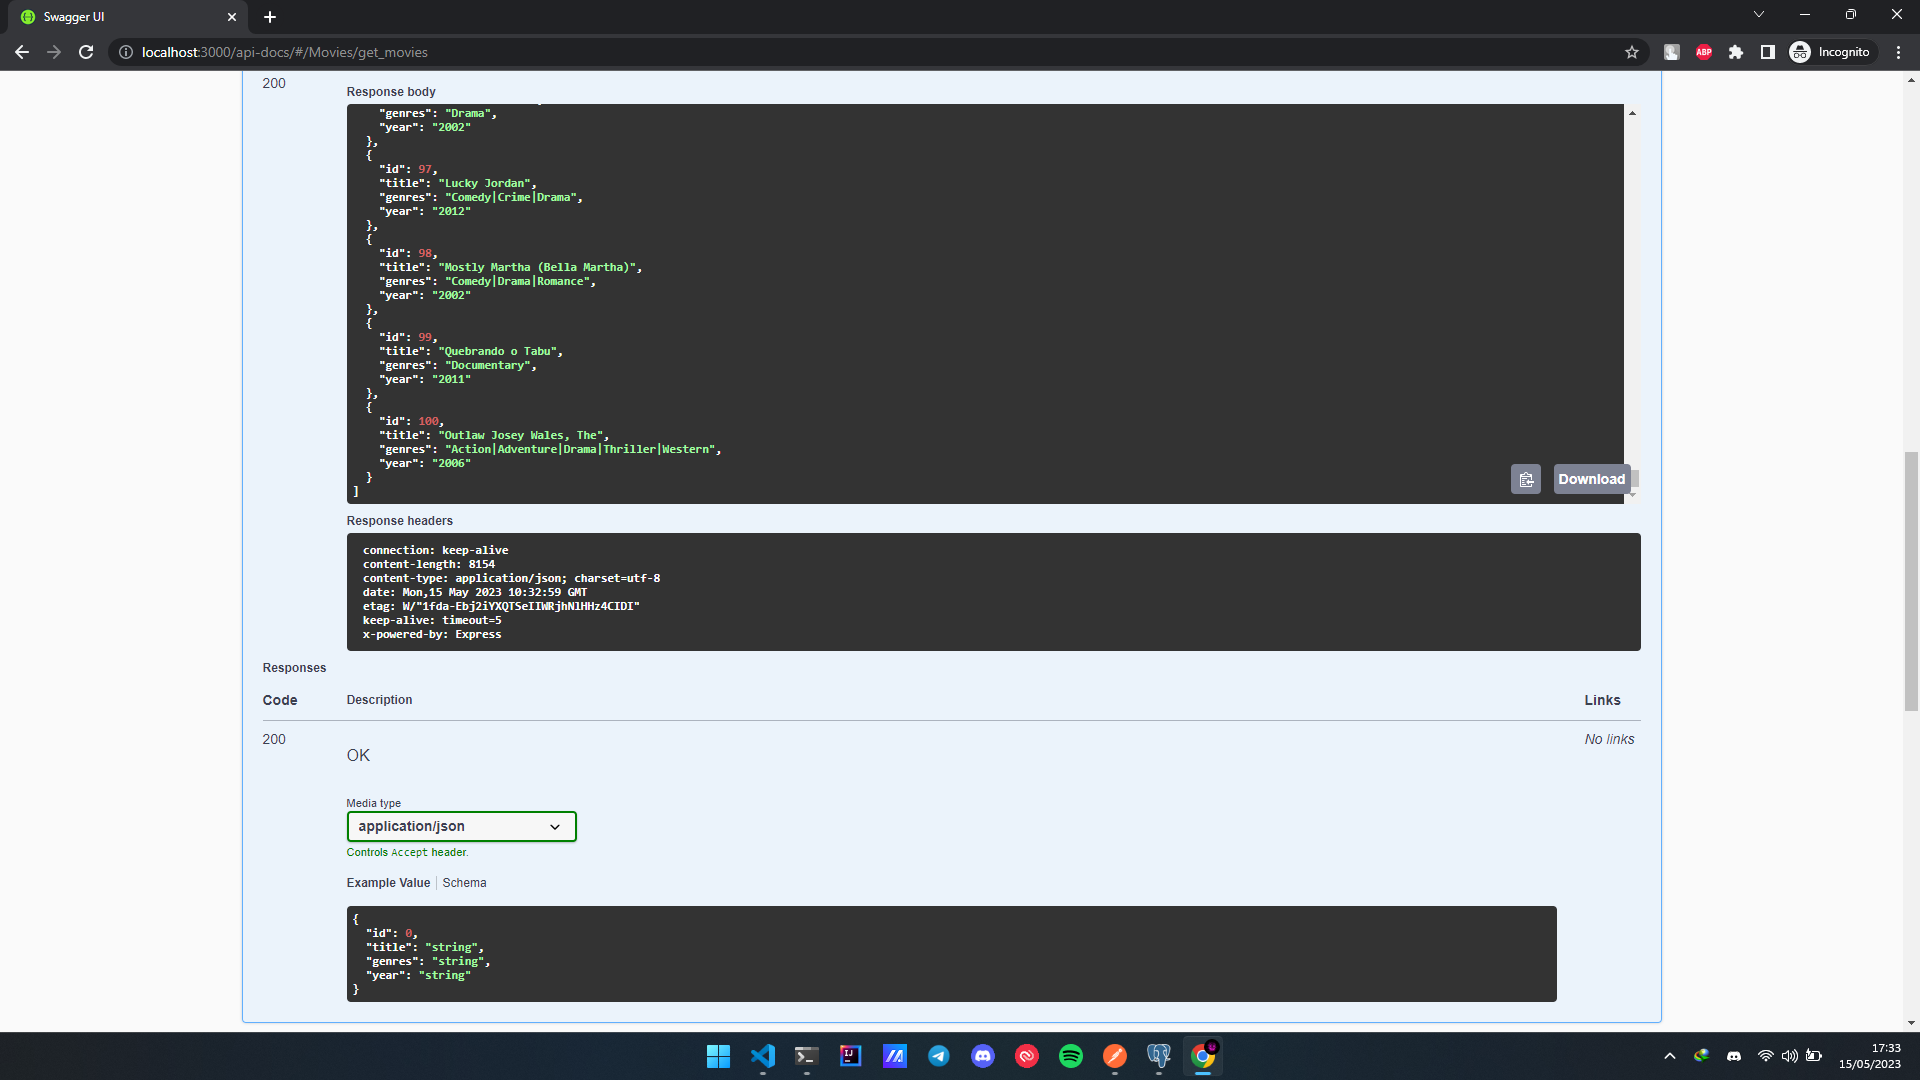 Swagger UI
localhost:3000/api-docs/#/Movies/get_movies
ABP
Incognito
200
Response body
"genres": "Drama",
"year": "2002"
},
{
"id": 97,
"title": "Lucky Jordan",
"genres": "Comedy|Crime|Drama",
"year": "2012"
},
{
"id": 98,
"title": "Mostly Martha (Bella Martha)",
"genres": "Comedy|Drama|Romance",
"year": "2002"
},
{
"id": 99,
"title": "Quebrando o Tabu",
"genres": "Documentary",
"year": "2011"
},
{
"id": 100,
"title": "Outlaw Josey Wales, The",
"genres": "Action|Adventure|Drama|Thriller|Western",
"year": "2006"
}
]
Download
Response headers
connection: keep-alive
content-length: 8154
content-type: application/json; charset=utf-8
date: Mon,15 May 2023 10:32:59 GMT
etag: W/"1fda-Ebj2iYXQTSeIIWRjhNlHHz4CIDI"
keep-alive: timeout=5
x-powered-by: Express
Responses
Code Description Links
200 No links
OK
Media type
application/json
Controls Accept header.
Example Value Schema
{
"id": 0,
"title": "string",
"genres": "string",
"year": "string"
}
17:33
15/05/2023